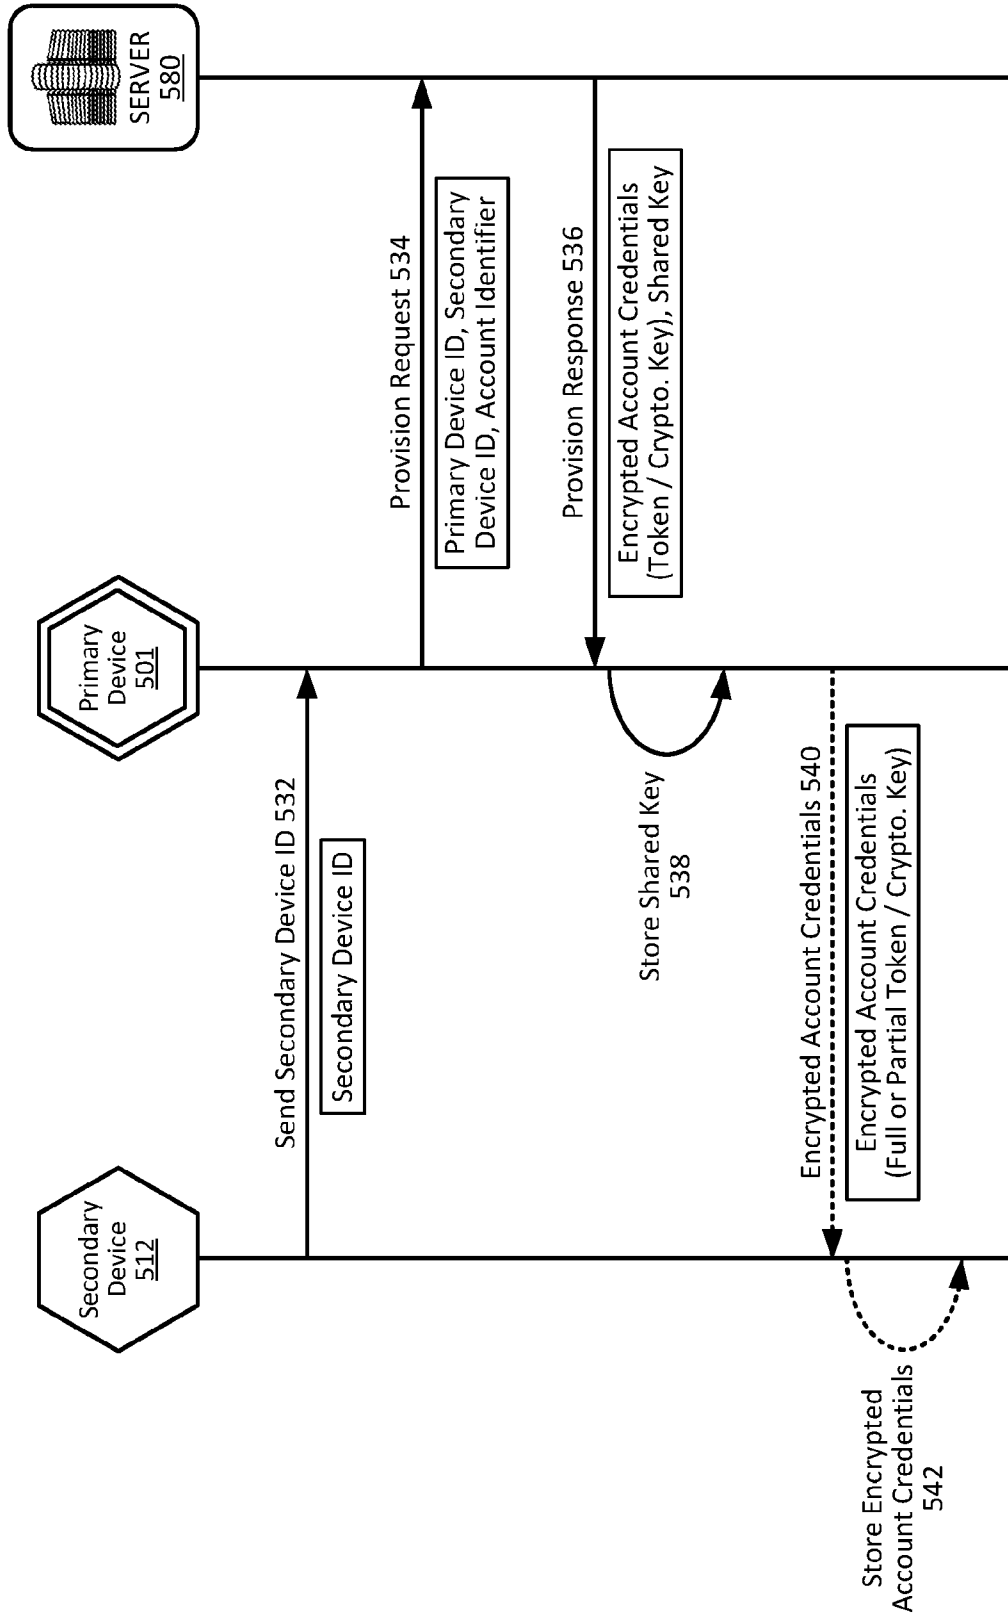 Secondary
Device
512
Primary
Device
501
SERVER
580
Send Secondary Device ID 532
Secondary Device ID
Provision Request 534
Primary Device ID, Secondary
Device ID, Account Identifier
Provision Response 536
Encrypted Account Credentials
(Token / Crypto. Key), Shared Key
Store Shared Key
538
Encrypted Account Credentials 540
Encrypted Account Credentials
(Full or Partial Token / Crypto. Key)
Store Encrypted
Account Credentials
542